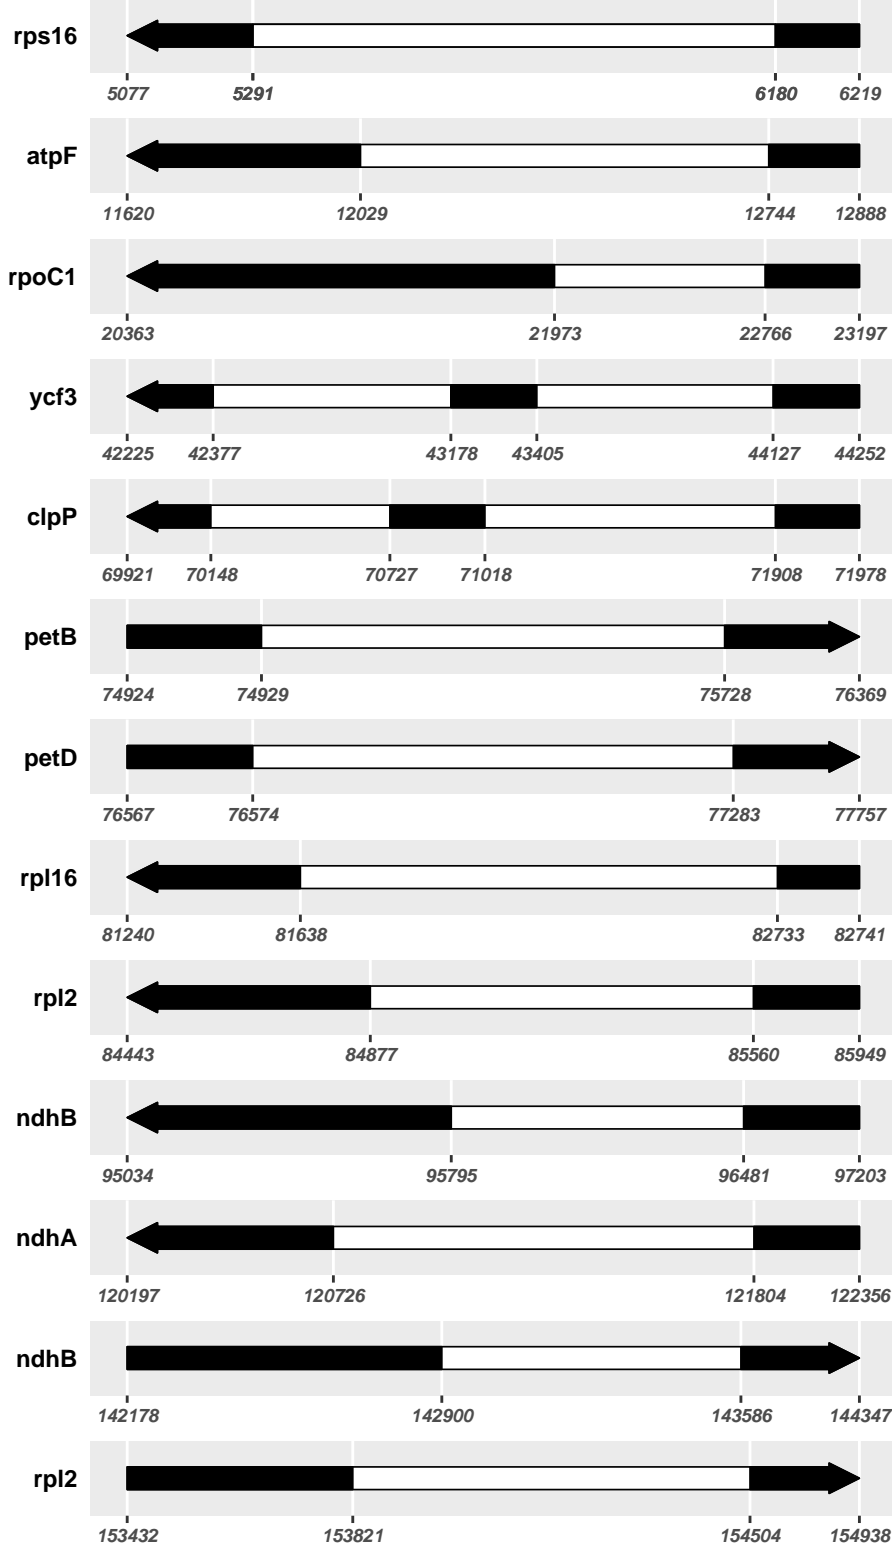 rps16
5077 5291 6180 6219
atpF
11620 12029 12744 12888
rpoC1
20363 21973 22766 23197
ycf3
42225 42377 43178 43405 44127 44252
clpP
69921 70148 70727 71018 71908 71978
petB
74924 74929 75728 76369
petD
76567 76574 77283 77757
rpl16
81240 81638 82733 82741
rpl2
84443 84877 85560 85949
ndhB
95034 95795 96481 97203
ndhA
120197 120726 121804 122356
ndhB
142178 142900 143586 144347
rpl2
153432 153821 154504 154938